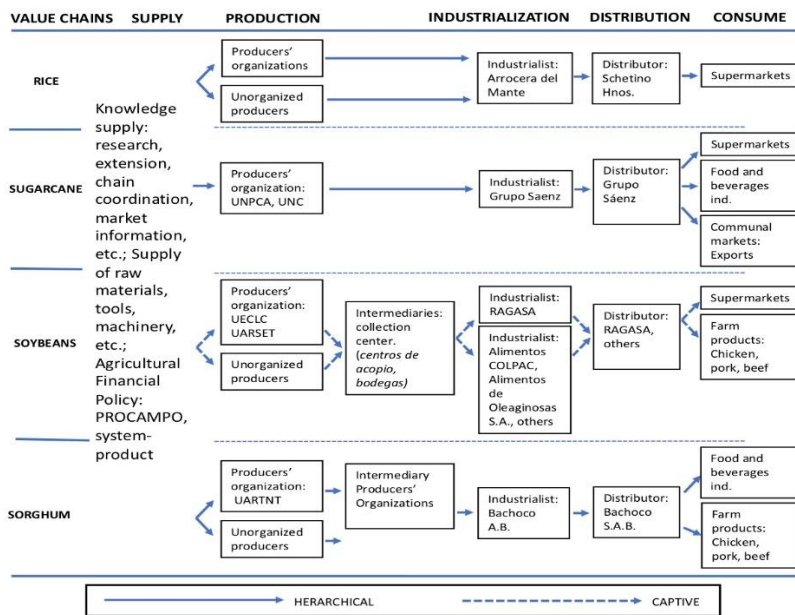 VALUE CHAINS SUPPLY PRODUCTION INDUSTRIALIZATION DISTRIBUTION CONSUME
RICE
Producers'
organizations
Unorganized
producers
Industrialist:
Arrocera del
Mante
Distributor:
Schetino
Hnos.
Supermarkets
Knowledge
supply:
research,
extension,
chain
coordination,
market
information,
etc.; Supply
of raw
materials,
tools,
machinery,
etc.;
Agricultural
Financial
Policy:
PROCAMPO,
system-
product
SUGARCANE
Producers'
organization:
UNPCA, UNC
Industrialist:
Grupo Saenz
Distributor:
Grupo
Sáenz
Supermarkets
Food and
beverages
ind.
Communal
markets:
Exports
SOYBEANS
Producers'
organization:
UECLC
UARSET
Unorganized
producers
Intermediaries:
collection
center.
(centros de
acopio,
bodegas)
Industrialist:
RAGASA
Industrialist:
Alimentos
COLPAC,
Alimentos
de
Oleaginosas
S.A., others
Distributor:
RAGASA,
others
Supermarkets
Farm
products:
Chicken,
pork, beef
SORGHUM
Producers'
organization:
UARTNT
Unorganized
producers
Intermediary
Producers'
Organizations
Industrialist:
Bachoco
A.B.
Distributor:
Bachoco
S.A.B.
Food and
beverages
ind.
Farm
products:
Chicken,
pork, beef
HERARCHICAL CAPTIVE